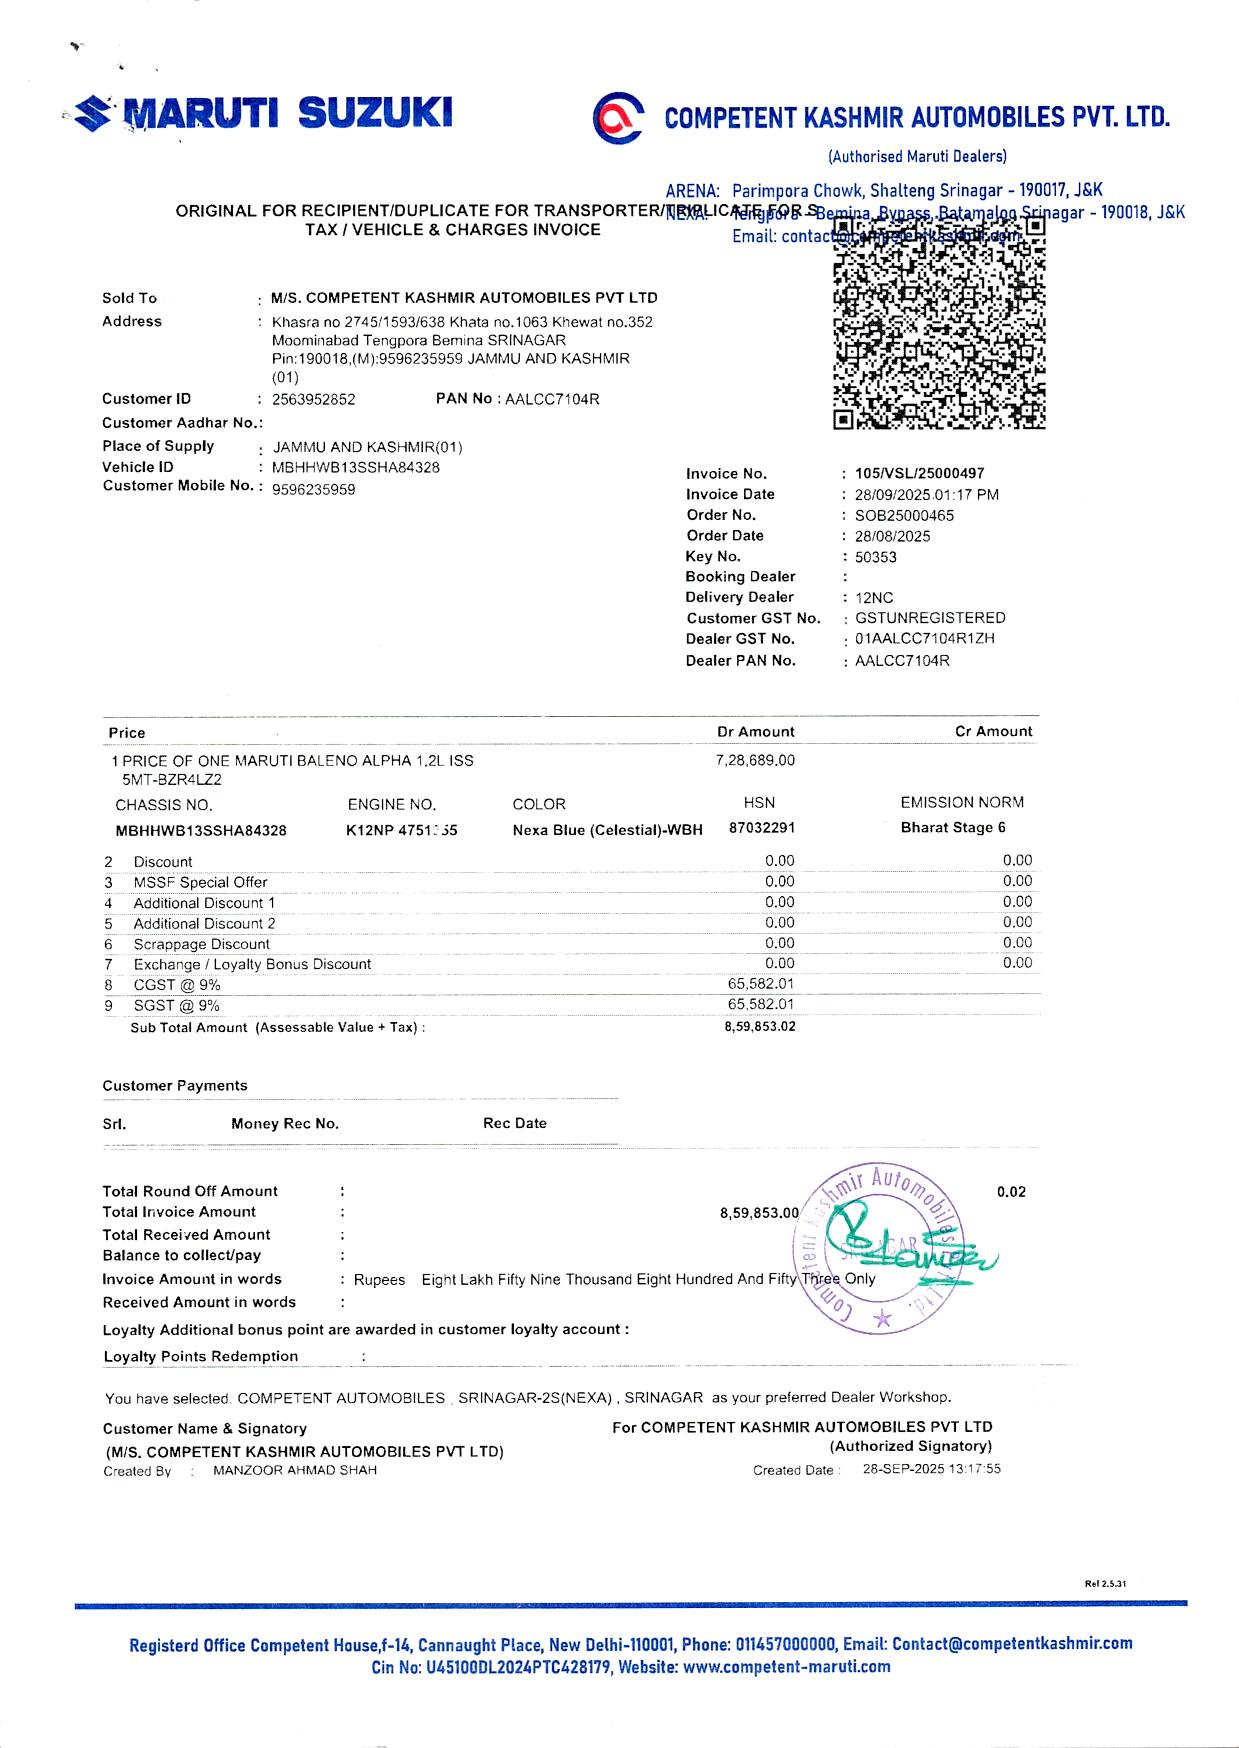 MARUTI SUZUKI
COMPETENT KASHMIR AUTOMOBILES PVT. LTD.
(Authorised Maruti Dealers)
ARENA: Parimpora Chowk, Shalteng Srinagar - 190017, J&K
NEXA: Tengpora - Bemina, Bypass, Batamaloo Srinagar - 190018, J&K
Email: contact@competentkashmir.com
ORIGINAL FOR RECIPIENT/DUPLICATE FOR TRANSPORTER/TRIPLICATE FOR S
TAX / VEHICLE & CHARGES INVOICE
Sold To : M/S. COMPETENT KASHMIR AUTOMOBILES PVT LTD
Address : Khasra no 2745/1593/638 Khata no.1063 Khewat no.352
Moominabad Tengpora Bemina SRINAGAR
Pin:190018,(M):9596235959 JAMMU AND KASHMIR
(01)
Customer ID : 2563952852 PAN No : AALCC7104R
Customer Aadhar No.:
Place of Supply : JAMMU AND KASHMIR(01)
Vehicle ID : MBHHWB13SSHA84328
Customer Mobile No. : 9596235959
Invoice No. : 105/VSL/25000497
Invoice Date : 28/09/2025 01:17 PM
Order No. : SOB25000465
Order Date : 28/08/2025
Key No. : 50353
Booking Dealer :
Delivery Dealer : 12NC
Customer GST No. : GSTUNREGISTERED
Dealer GST No. : 01AALCC7104R1ZH
Dealer PAN No. : AALCC7104R
Price Dr Amount Cr Amount
1 PRICE OF ONE MARUTI BALENO ALPHA 1.2L ISS 7,28,689.00
5MT-BZR4LZ2
CHASSIS NO. ENGINE NO. COLOR HSN EMISSION NORM
MBHHWB13SSHA84328 K12NP Nexa Blue (Celestial)-WBH 87032291 Bharat Stage 6
2 Discount 0.00 0.00
3 MSSF Special Offer 0.00 0.00
4 Additional Discount 1 0.00 0.00
5 Additional Discount 2 0.00 0.00
6 Scrappage Discount 0.00 0.00
7 Exchange / Loyalty Bonus Discount 0.00 0.00
8 CGST @ 9% 65,582.01
9 SGST @ 9% 65,582.01
Sub Total Amount (Assessable Value + Tax) : 8,59,853.02
Customer Payments
Srl. Money Rec No. Rec Date
Total Round Off Amount : 0.02
Total Invoice Amount : 8,59,853.00
Total Received Amount :
Balance to collect/pay :
Invoice Amount in words : Rupees Eight Lakh Fifty Nine Thousand Eight Hundred And Fifty Three Only
Received Amount in words :
Competent Kashmir Automobiles Pvt. Ltd.
SRINAGAR
Loyalty Additional bonus point are awarded in customer loyalty account :
Loyalty Points Redemption :
You have selected. COMPETENT AUTOMOBILES , SRINAGAR-2S(NEXA) , SRINAGAR as your preferred Dealer Workshop.
Customer Name & Signatory For COMPETENT KASHMIR AUTOMOBILES PVT LTD
(M/S. COMPETENT KASHMIR AUTOMOBILES PVT LTD) (Authorized Signatory)
Created By : MANZOOR AHMAD SHAH Created Date : 28-SEP-2025 13:17:55
Rel 2.5.31
Registerd Office Competent House,f-14, Cannaught Place, New Delhi-110001, Phone: 011457000000, Email: Contact@competentkashmir.com
Cin No: U45100DL2024PTC428179, Website: www.competent-maruti.com